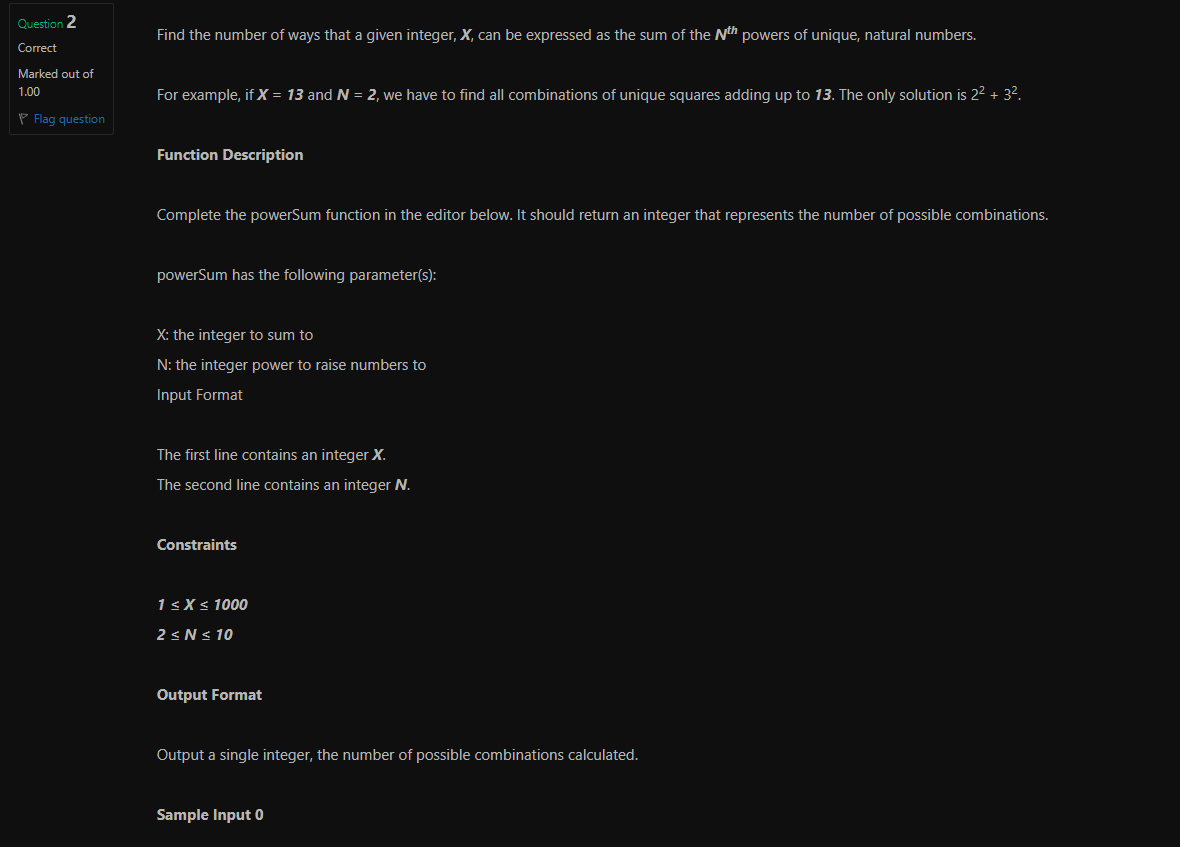 Question 2
Correct
Marked out of
1.00
Flag question
Find the number of ways that a given integer, X, can be expressed as the sum of the Nth powers of unique, natural numbers.
For example, if X = 13 and N = 2, we have to find all combinations of unique squares adding up to 13. The only solution is 2² + 3².
Function Description
Complete the powerSum function in the editor below. It should return an integer that represents the number of possible combinations.
powerSum has the following parameter(s):
X: the integer to sum to
N: the integer power to raise numbers to
Input Format
The first line contains an integer X.
The second line contains an integer N.
Constraints
1 ≤ X ≤ 1000
2 ≤ N ≤ 10
Output Format
Output a single integer, the number of possible combinations calculated.
Sample Input 0